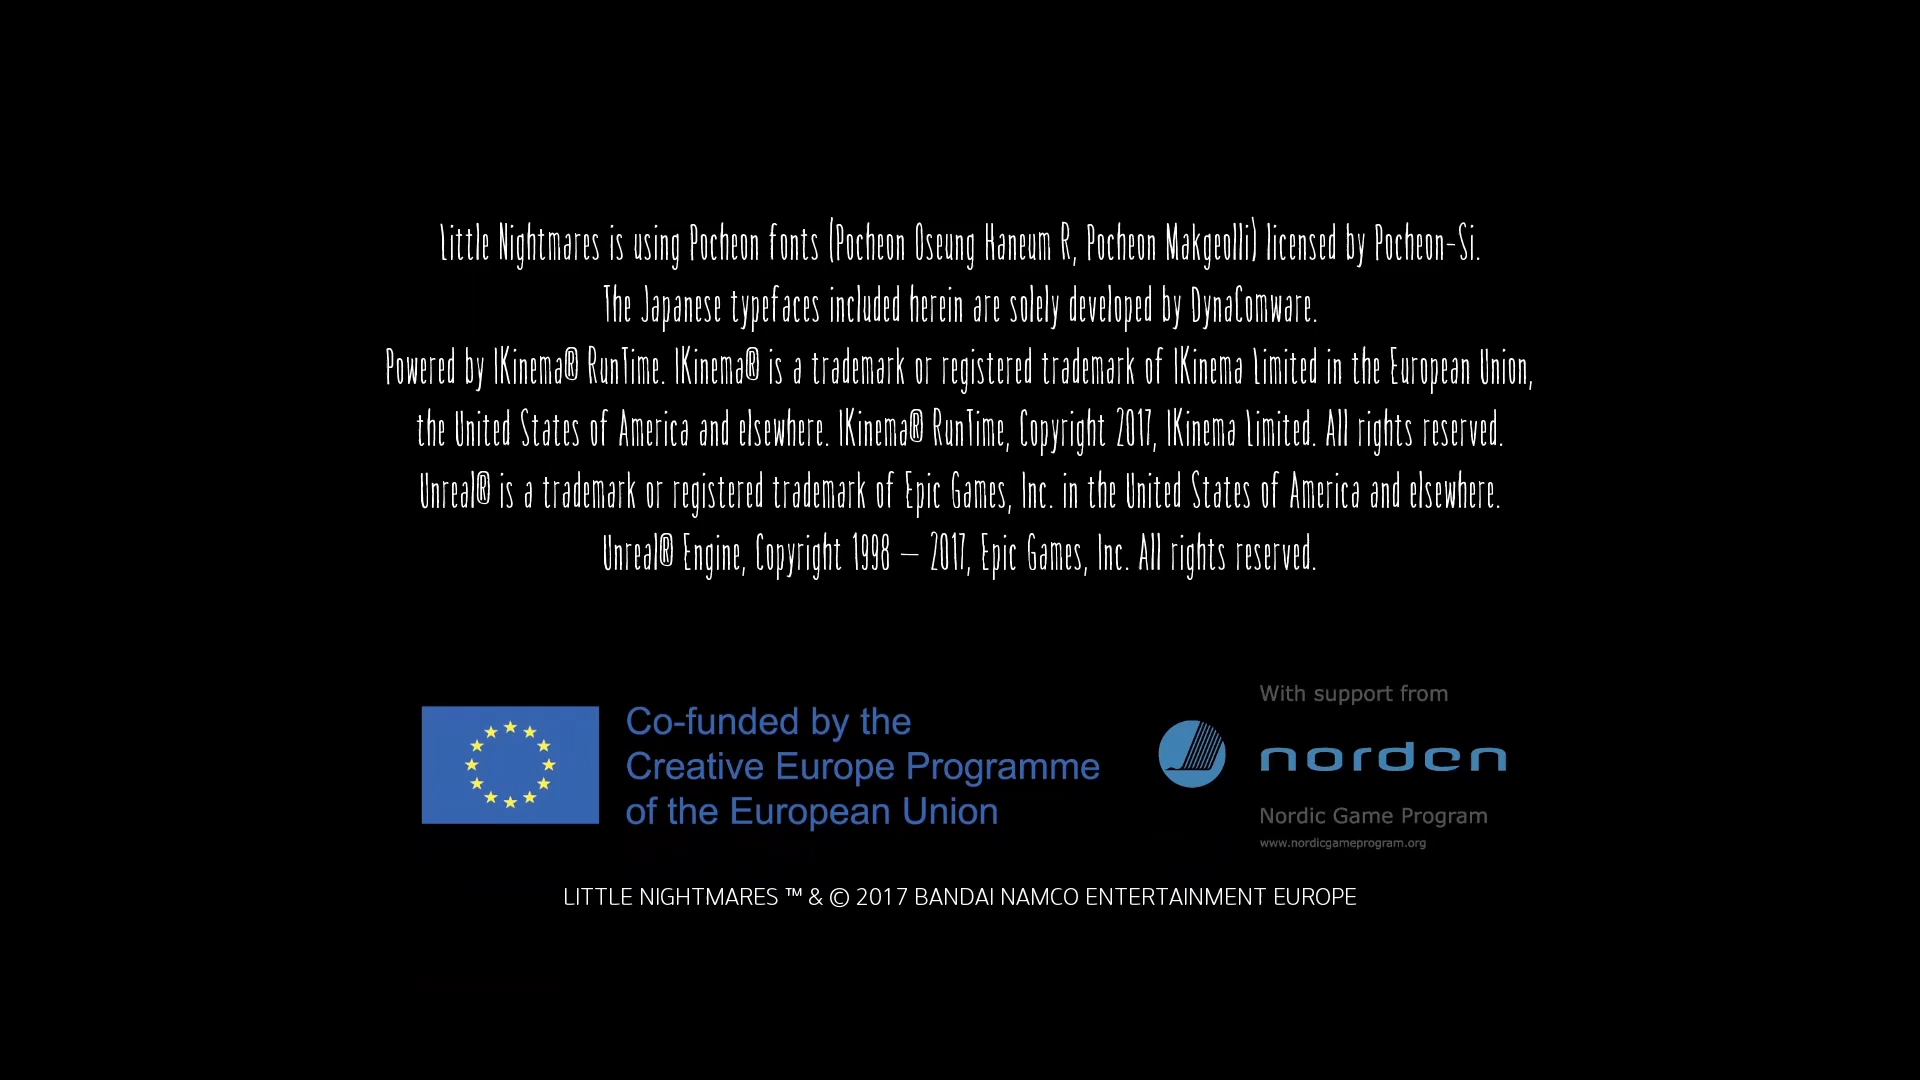 Little Nightmares is using Pocheon fonts (Pocheon Oseung Haneum R, Pocheon Makgeolli) licensed by Pocheon-Si.
The Japanese typefaces included herein are solely developed by DynaComware.
Powered by IKinema® RunTime. IKinema® is a trademark or registered trademark of IKinema Limited in the European Union,
the United States of America and elsewhere. IKinema® RunTime, Copyright 2017, IKinema Limited. All rights reserved.
Unreal® is a trademark or registered trademark of Epic Games, Inc. in the United States of America and elsewhere.
Unreal® Engine, Copyright 1998 – 2017, Epic Games, Inc. All rights reserved.
Co-funded by the
Creative Europe Programme
of the European Union
With support from
norden
Nordic Game Program
www.nordicgameprogram.org
LITTLE NIGHTMARES ™ & © 2017 BANDAI NAMCO ENTERTAINMENT EUROPE